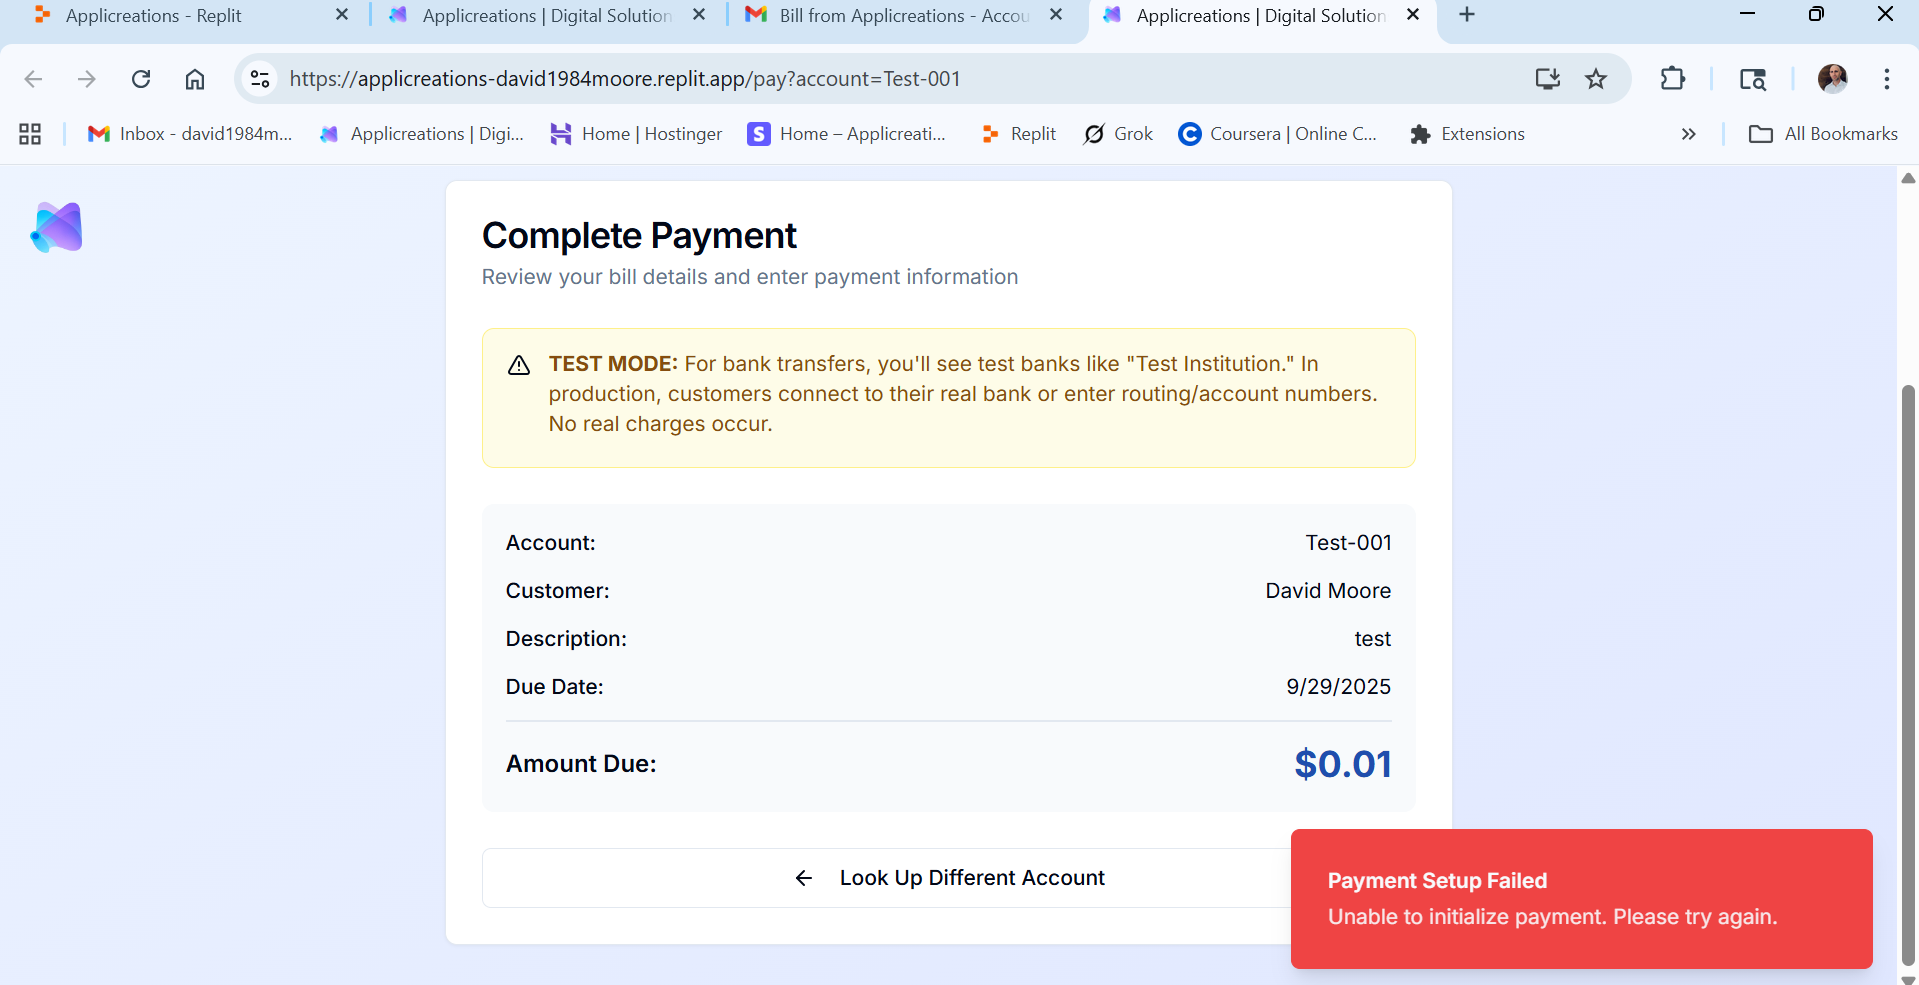 Applicreations - Replit
Applicreations | Digital Solution
Bill from Applicreations - Accou
Applicreations | Digital Solution
https://applicreations-david1984moore.replit.app/pay?account=Test-001
Inbox - david1984m...
Applicreations | Digi...
Home | Hostinger
S
Home – Applicreati...
Replit
Grok
Coursera | Online C...
Extensions
All Bookmarks
Complete Payment
Review your bill details and enter payment information
TEST MODE: For bank transfers, you'll see test banks like "Test Institution." In
production, customers connect to their real bank or enter routing/account numbers.
No real charges occur.
Account: Test-001
Customer: David Moore
Description: test
Due Date: 9/29/2025
Amount Due: $0.01
Look Up Different Account
Payment Setup Failed
Unable to initialize payment. Please try again.